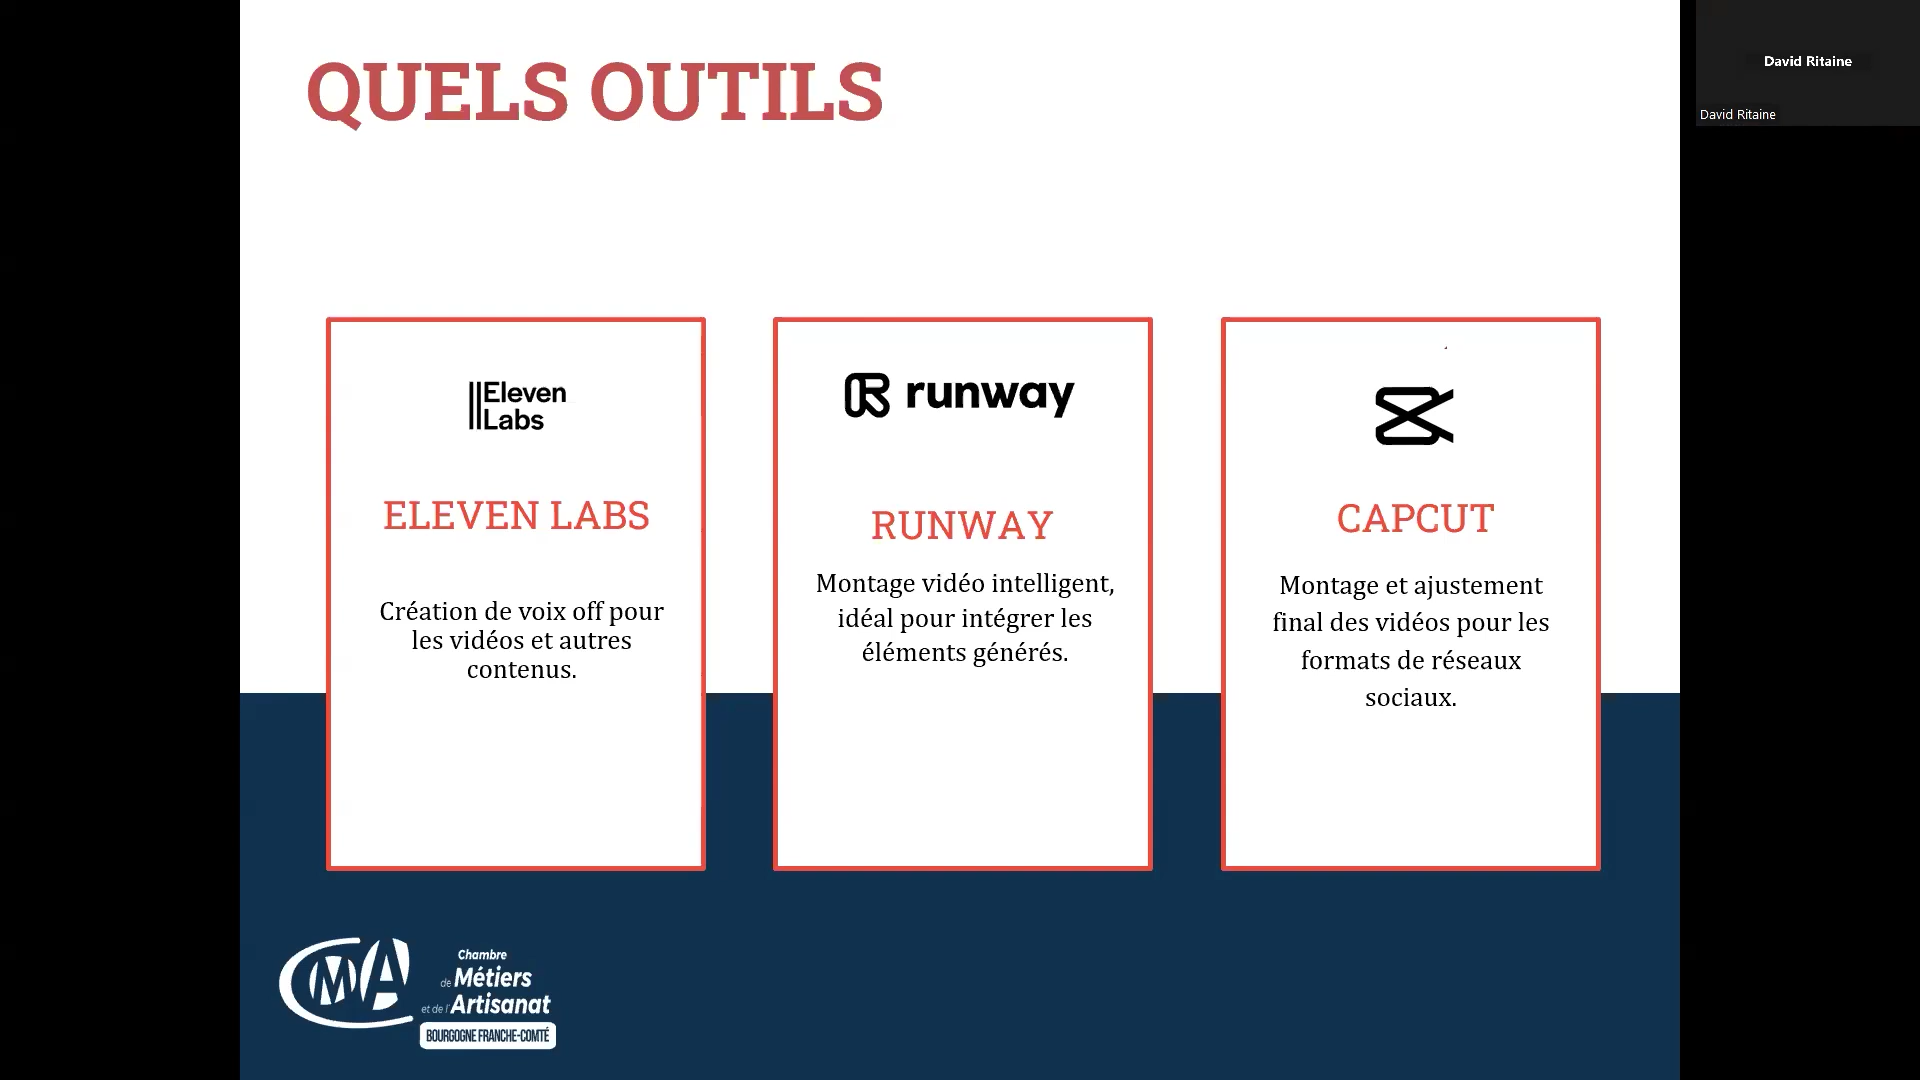 QUELS OUTILS
David Ritaine
David Ritaine
Eleven
Labs
ELEVEN LABS
Création de voix off pour
les vidéos et autres
contenus.
runway
RUNWAY
Montage vidéo intelligent,
idéal pour intégrer les
éléments générés.
CAPCUT
Montage et ajustement
final des vidéos pour les
formats de réseaux
sociaux.
CMA
Chambre
de Métiers
et de l'Artisanat
BOURGOGNE FRANCHE-COMTÉ